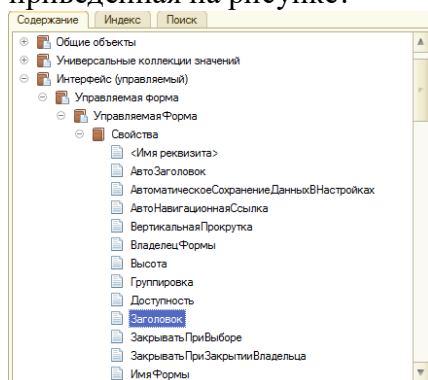 приведенная на рисунке:
Содержание Индекс Поиск
Общие объекты
Универсальные коллекции значений
Интерфейс (управляемый)
Управляемая форма
УправляемаяФорма
Свойства
<Имя реквизита>
АвтоЗаголовок
АвтоматическоеСохранениеДанныхВНастройках
АвтоНавигационнаяСсылка
ВертикальнаяПрокрутка
ВладелецФормы
Высота
Группировка
Доступность
Заголовок
ЗакрыватьПриВыборе
ЗакрыватьПриЗакрытииВладельца
ИмяФормы